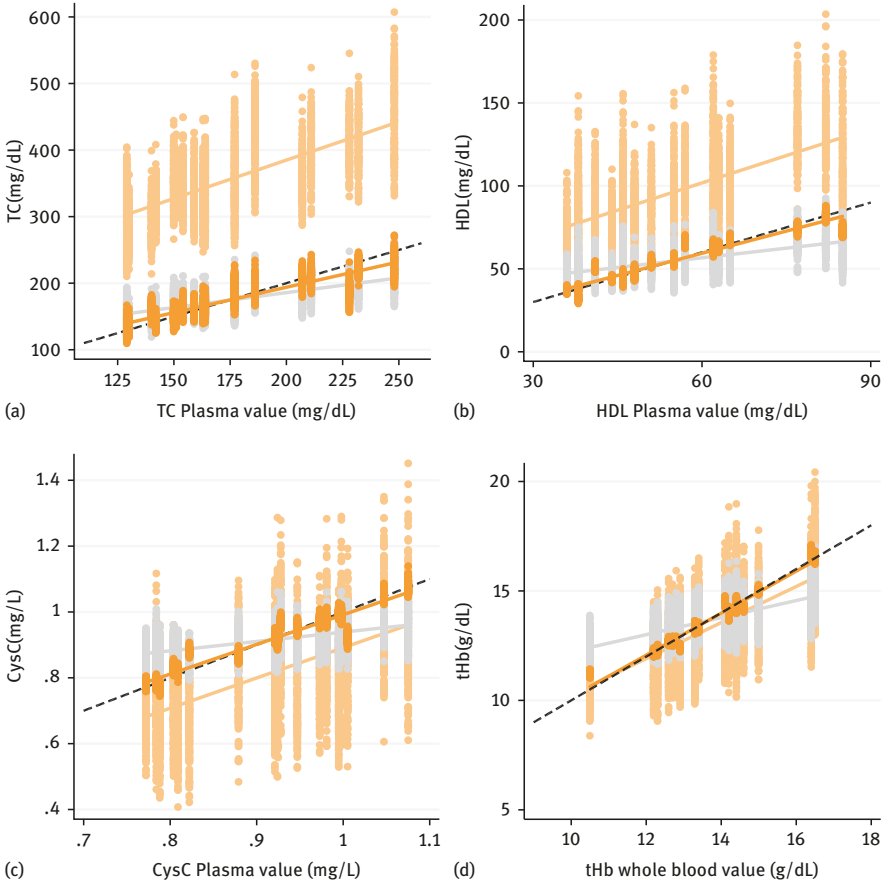 600
500
400
300
200
100
TC(mg/dL)
125 150 175 200 225 250
(a) TC Plasma value (mg/dL)
200
150
100
50
0
HDL(mg/dL)
30 60 90
(b) HDL Plasma value (mg/dL)
1.4
1.2
1
.8
.6
.4
CysC(mg/L)
.7 .8 .9 1 1.1
(c) CysC Plasma value (mg/L)
20
15
10
5
tHb(g/dL)
10 12 14 16 18
(d) tHb whole blood value (g/dL)